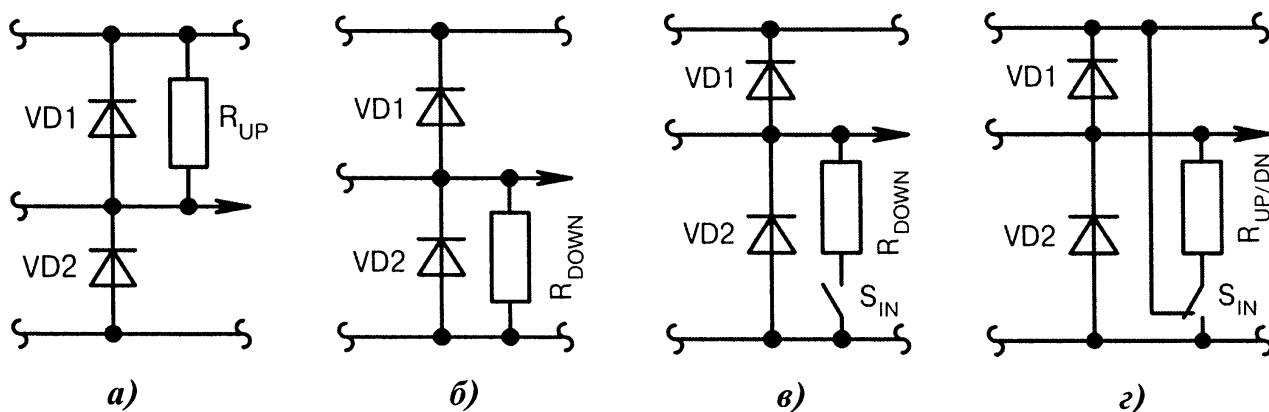 VD1
R_UP
VD2
а)
VD1
VD2
R_DOWN
б)
VD1
VD2
R_DOWN
S_IN
в)
VD1
VD2
R_UP/DN
S_IN
г)